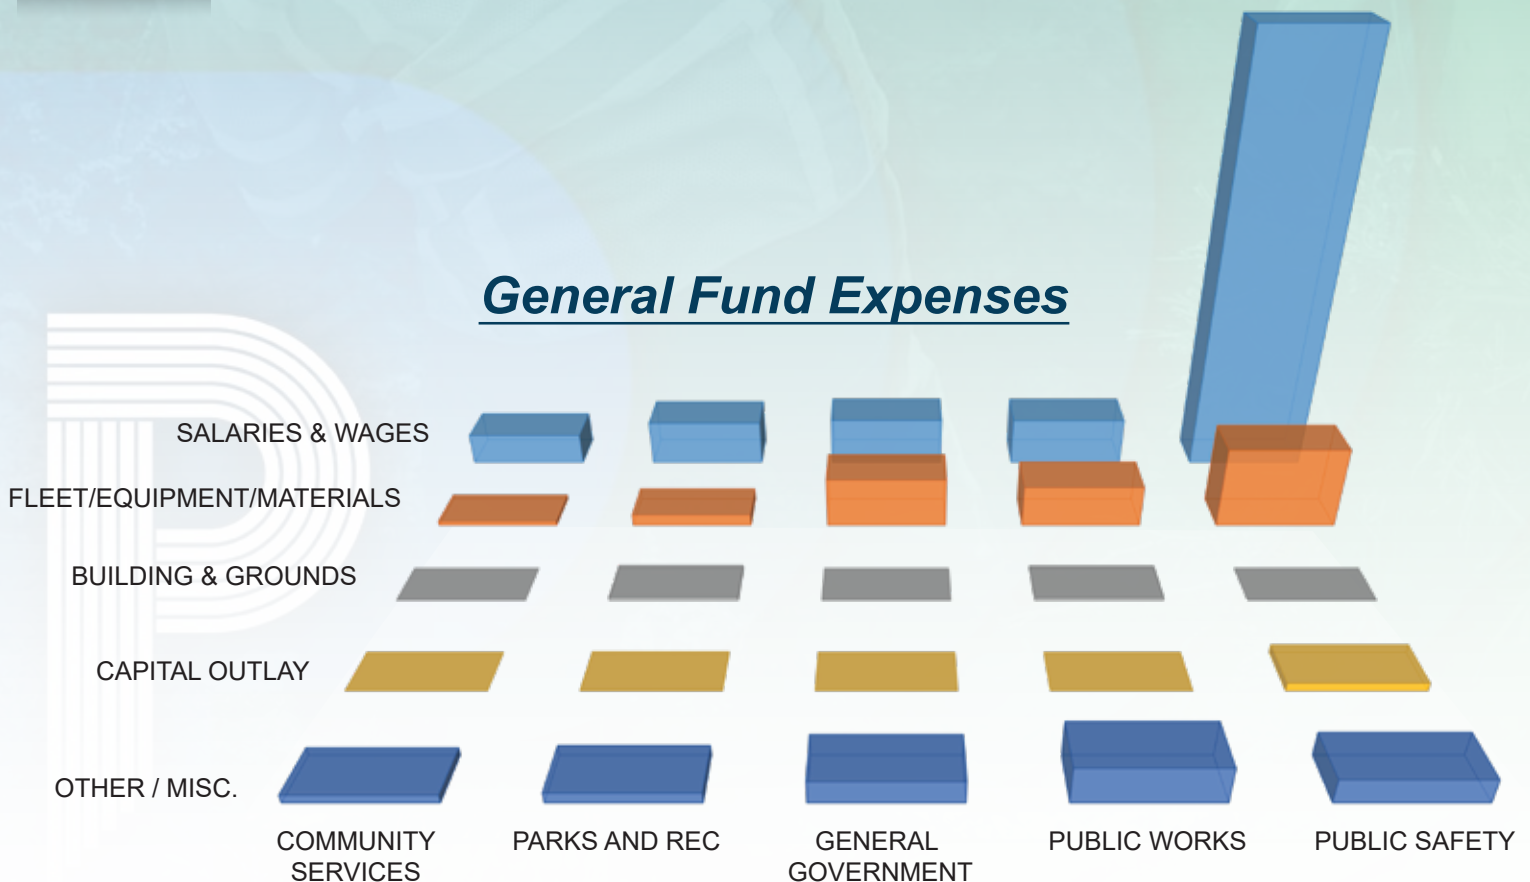 General Fund Expenses
SALARIES & WAGES
FLEET/EQUIPMENT/MATERIALS
BUILDING & GROUNDS
CAPITAL OUTLAY
OTHER / MISC.
COMMUNITY
SERVICES
PARKS AND REC
GENERAL
GOVERNMENT
PUBLIC WORKS
PUBLIC SAFETY